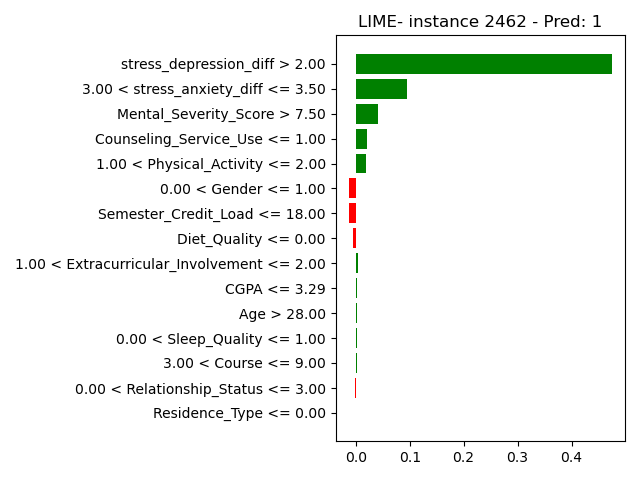 LIME- instance 2462 - Pred: 1
stress_depression_diff > 2.00
3.00 < stress_anxiety_diff <= 3.50
Mental_Severity_Score > 7.50
Counseling_Service_Use <= 1.00
1.00 < Physical_Activity <= 2.00
0.00 < Gender <= 1.00
Semester_Credit_Load <= 18.00
Diet_Quality <= 0.00
1.00 < Extracurricular_Involvement <= 2.00
CGPA <= 3.29
Age > 28.00
0.00 < Sleep_Quality <= 1.00
3.00 < Course <= 9.00
0.00 < Relationship_Status <= 3.00
Residence_Type <= 0.00
0.0 0.1 0.2 0.3 0.4